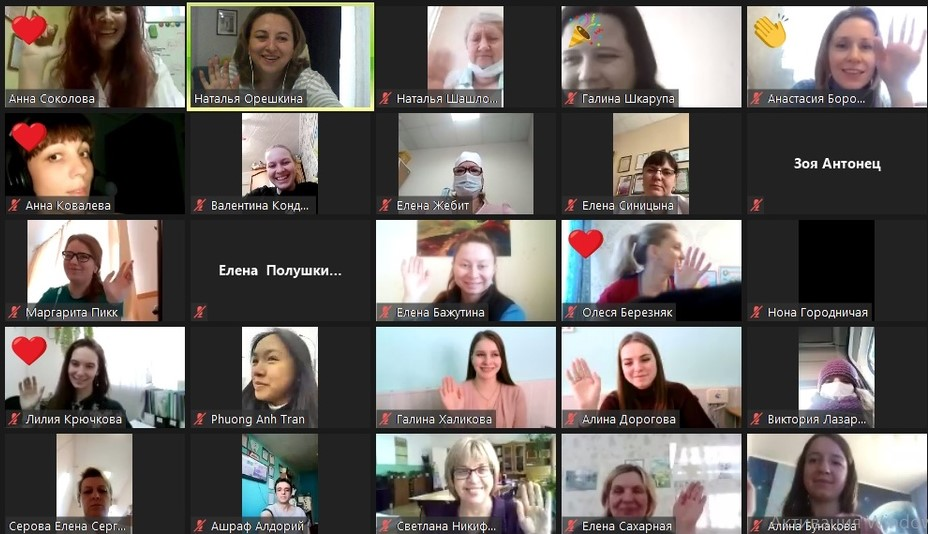 Анна Соколова
Наталья Орешкина
Наталья Шашло...
Галина Шкарупа
Анастасия Боро...
Анна Ковалева
Валентина Конд...
Елена Жебит
Елена Синицына
Зоя Антонец
Маргарита Пикк
Елена Полушки...
Елена Бажутина
Олеся Березняк
Нона Городничая
Лилия Крючкова
Phuong Anh Tran
Галина Халикова
Алина Дорогова
Виктория Лазар...
Серова Елена Серг...
Ашраф Алдорий
Светлана Никиф...
Елена Сахарная
Алина Бунакова
Активация Window